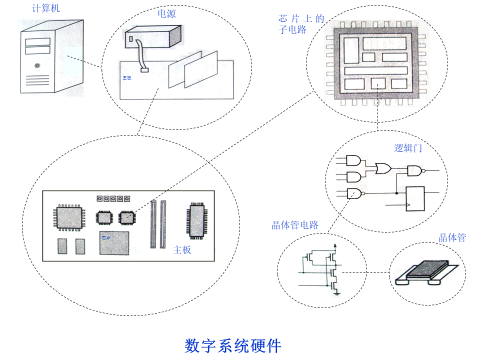 计算机
电源
芯片上的
子电路
逻辑门
主板
晶体管电路
晶体管
数字系统硬件